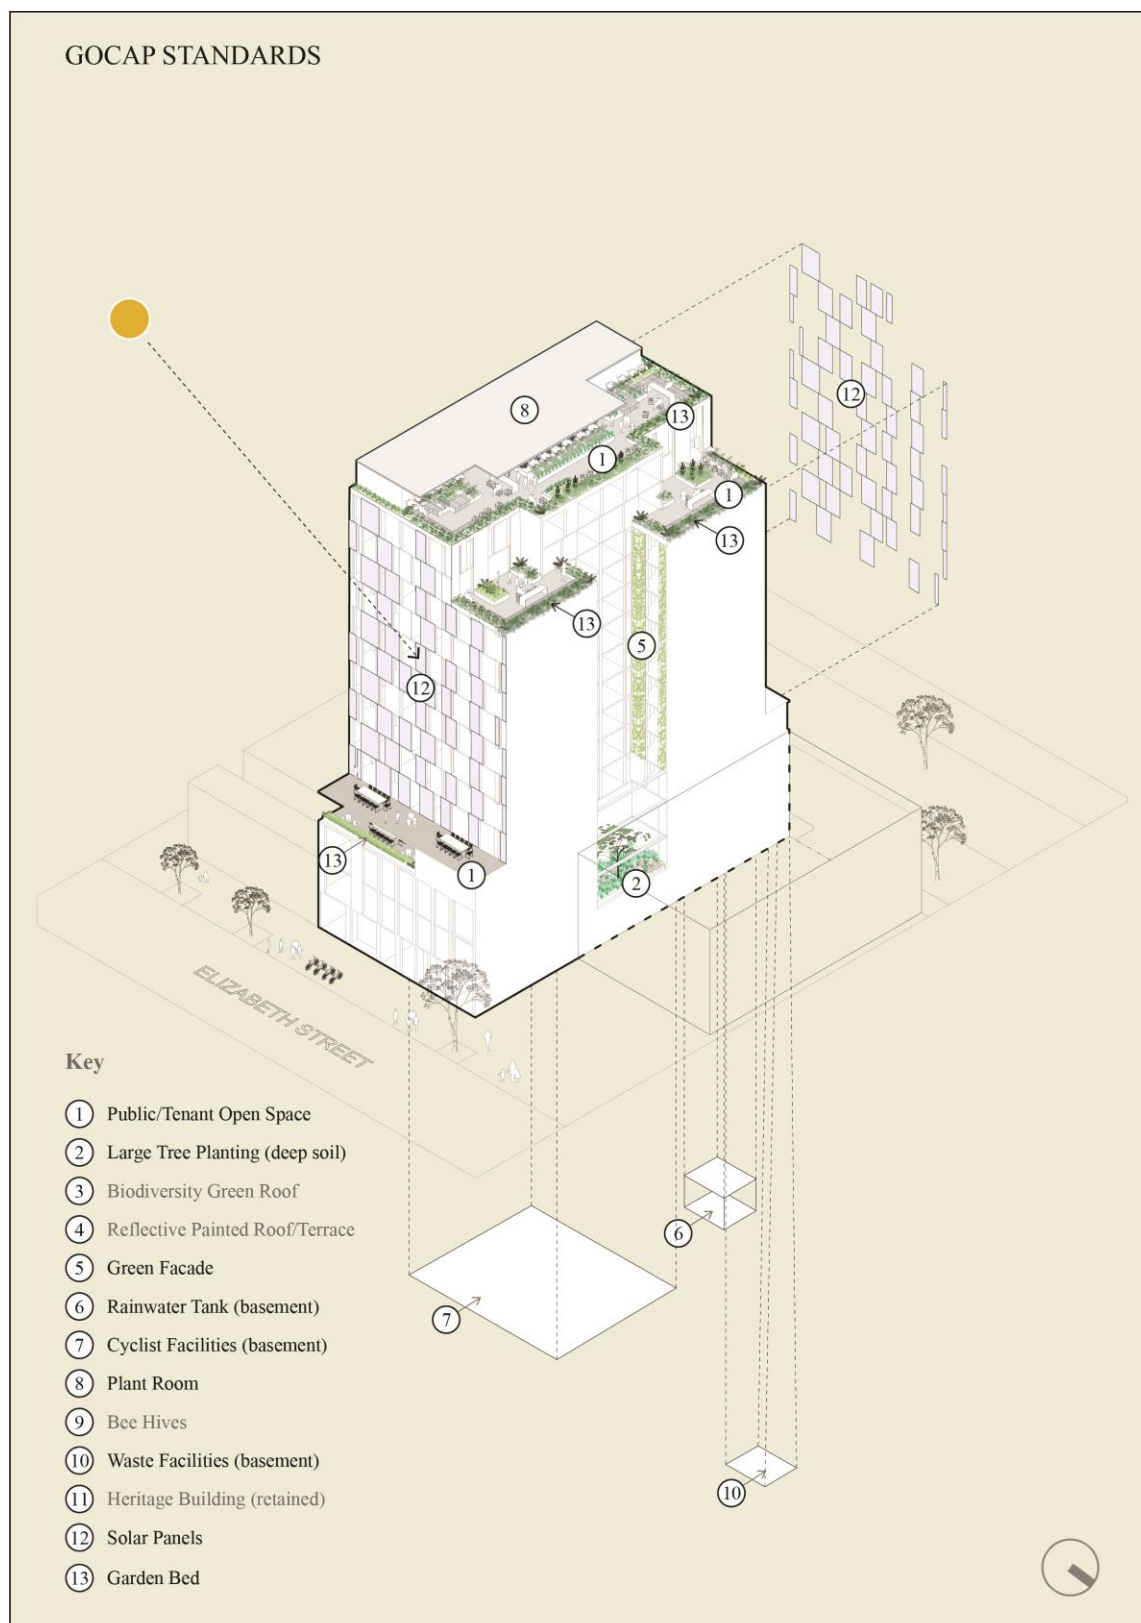 GOCAP STANDARDS
12
8
13
1
1
13
13
5
12
13
1
2
ELIZABETH STREET
6
7
10
Key
1 Public/Tenant Open Space
2 Large Tree Planting (deep soil)
3 Biodiversity Green Roof
4 Reflective Painted Roof/Terrace
5 Green Facade
6 Rainwater Tank (basement)
7 Cyclist Facilities (basement)
8 Plant Room
9 Bee Hives
10 Waste Facilities (basement)
11 Heritage Building (retained)
12 Solar Panels
13 Garden Bed